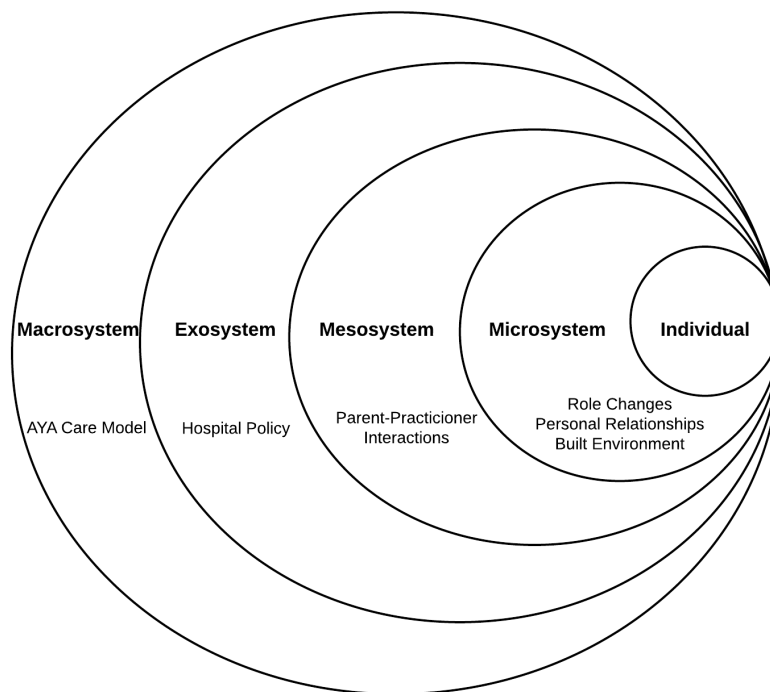 Macrosystem
Exosystem
Mesosystem
Microsystem
Individual
AYA Care Model
Hospital Policy
Parent-Practicioner
Interactions
Role Changes
Personal Relationships
Built Environment